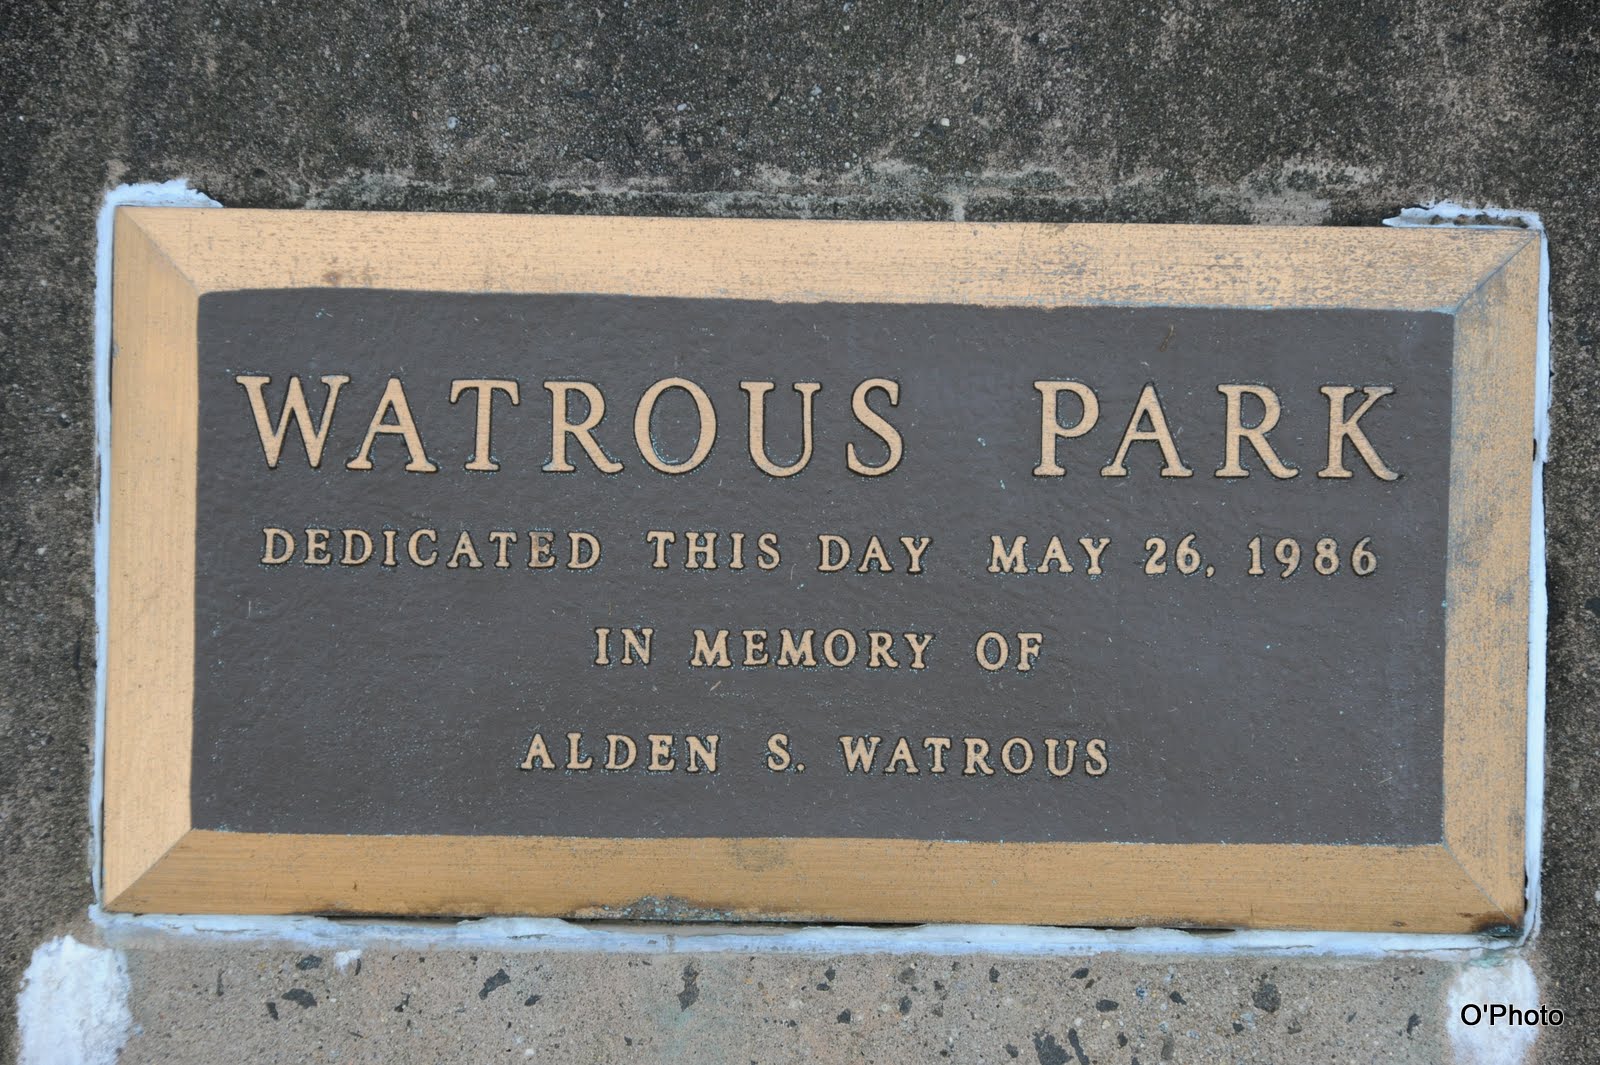 WATROUS PARK
DEDICATED THIS DAY MAY 26, 1986
IN MEMORY OF
ALDEN S. WATROUS
O'Photo